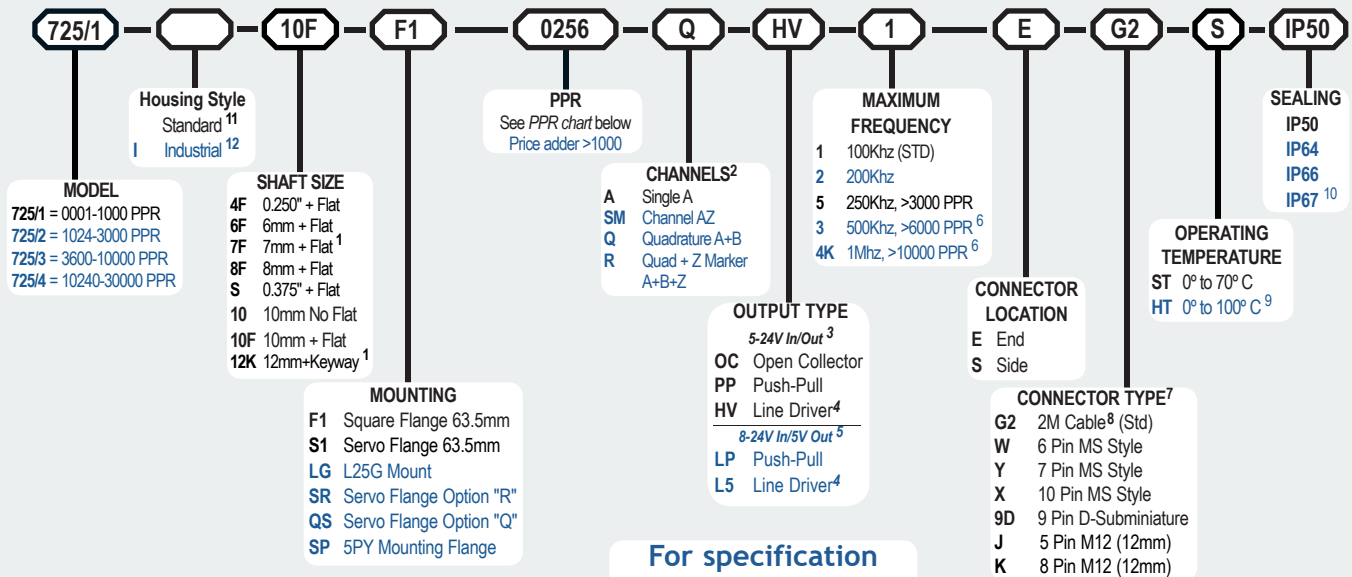 725/1 10F F1 0256 Q HV 1 E G2 S IP50
Housing Style
Standard 11
I Industrial 12
MODEL
725/1 = 0001-1000 PPR
725/2 = 1024-3000 PPR
725/3 = 3600-10000 PPR
725/4 = 10240-30000 PPR
SHAFT SIZE
4F 0.250" + Flat
6F 6mm + Flat
7F 7mm + Flat 1
8F 8mm + Flat
S 0.375" + Flat
10 10mm No Flat
10F 10mm + Flat
12K 12mm+Keyway 1
MOUNTING
F1 Square Flange 63.5mm
S1 Servo Flange 63.5mm
LG L25G Mount
SR Servo Flange Option "R"
QS Servo Flange Option "Q"
SP 5PY Mounting Flange
PPR
See PPR chart below
Price adder >1000
CHANNELS2
A Single A
SM Channel AZ
Q Quadrature A+B
R Quad + Z Marker
A+B+Z
OUTPUT TYPE
5-24V In/Out 3
OC Open Collector
PP Push-Pull
HV Line Driver4
8-24V In/5V Out 5
LP Push-Pull
L5 Line Driver4
MAXIMUM
FREQUENCY
1 100Khz (STD)
2 200Khz
5 250Khz, >3000 PPR
3 500Khz, >6000 PPR 6
4K 1Mhz, >10000 PPR 6
CONNECTOR
LOCATION
E End
S Side
CONNECTOR TYPE7
G2 2M Cable8 (Std)
W 6 Pin MS Style
Y 7 Pin MS Style
X 10 Pin MS Style
9D 9 Pin D-Subminiature
J 5 Pin M12 (12mm)
K 8 Pin M12 (12mm)
OPERATING
TEMPERATURE
ST 0º to 70º C
HT 0º to 100º C 9
SEALING
IP50
IP64
IP66
IP67 10
For specification